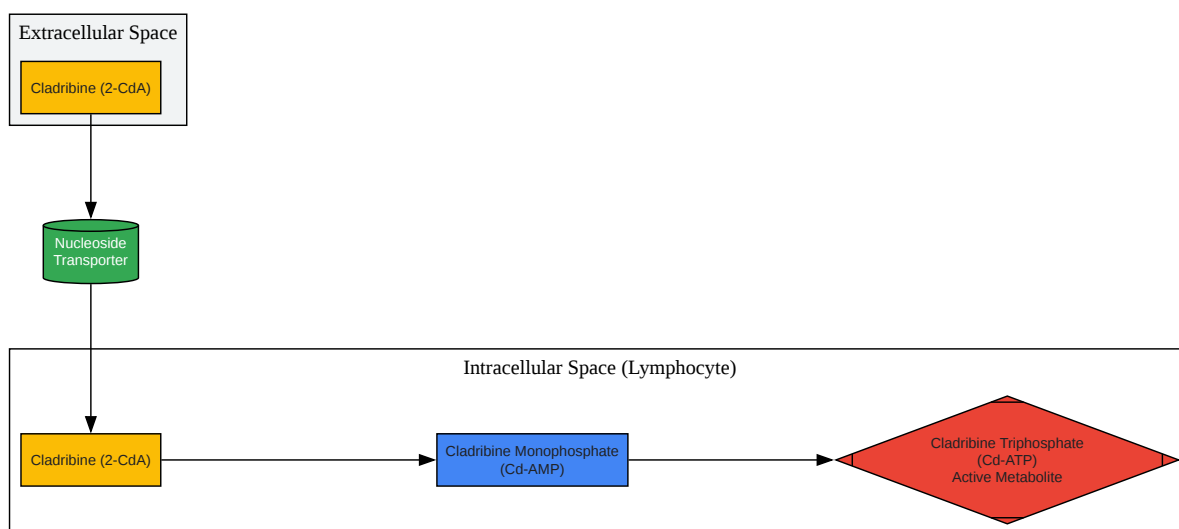 Extracellular Space
Cladribine (2-CdA)
Nucleoside
Transporter
Intracellular Space (Lymphocyte)
Cladribine (2-CdA)
Cladribine Monophosphate
(Cd-AMP)
Cladribine Triphosphate
(Cd-ATP)
Active Metabolite